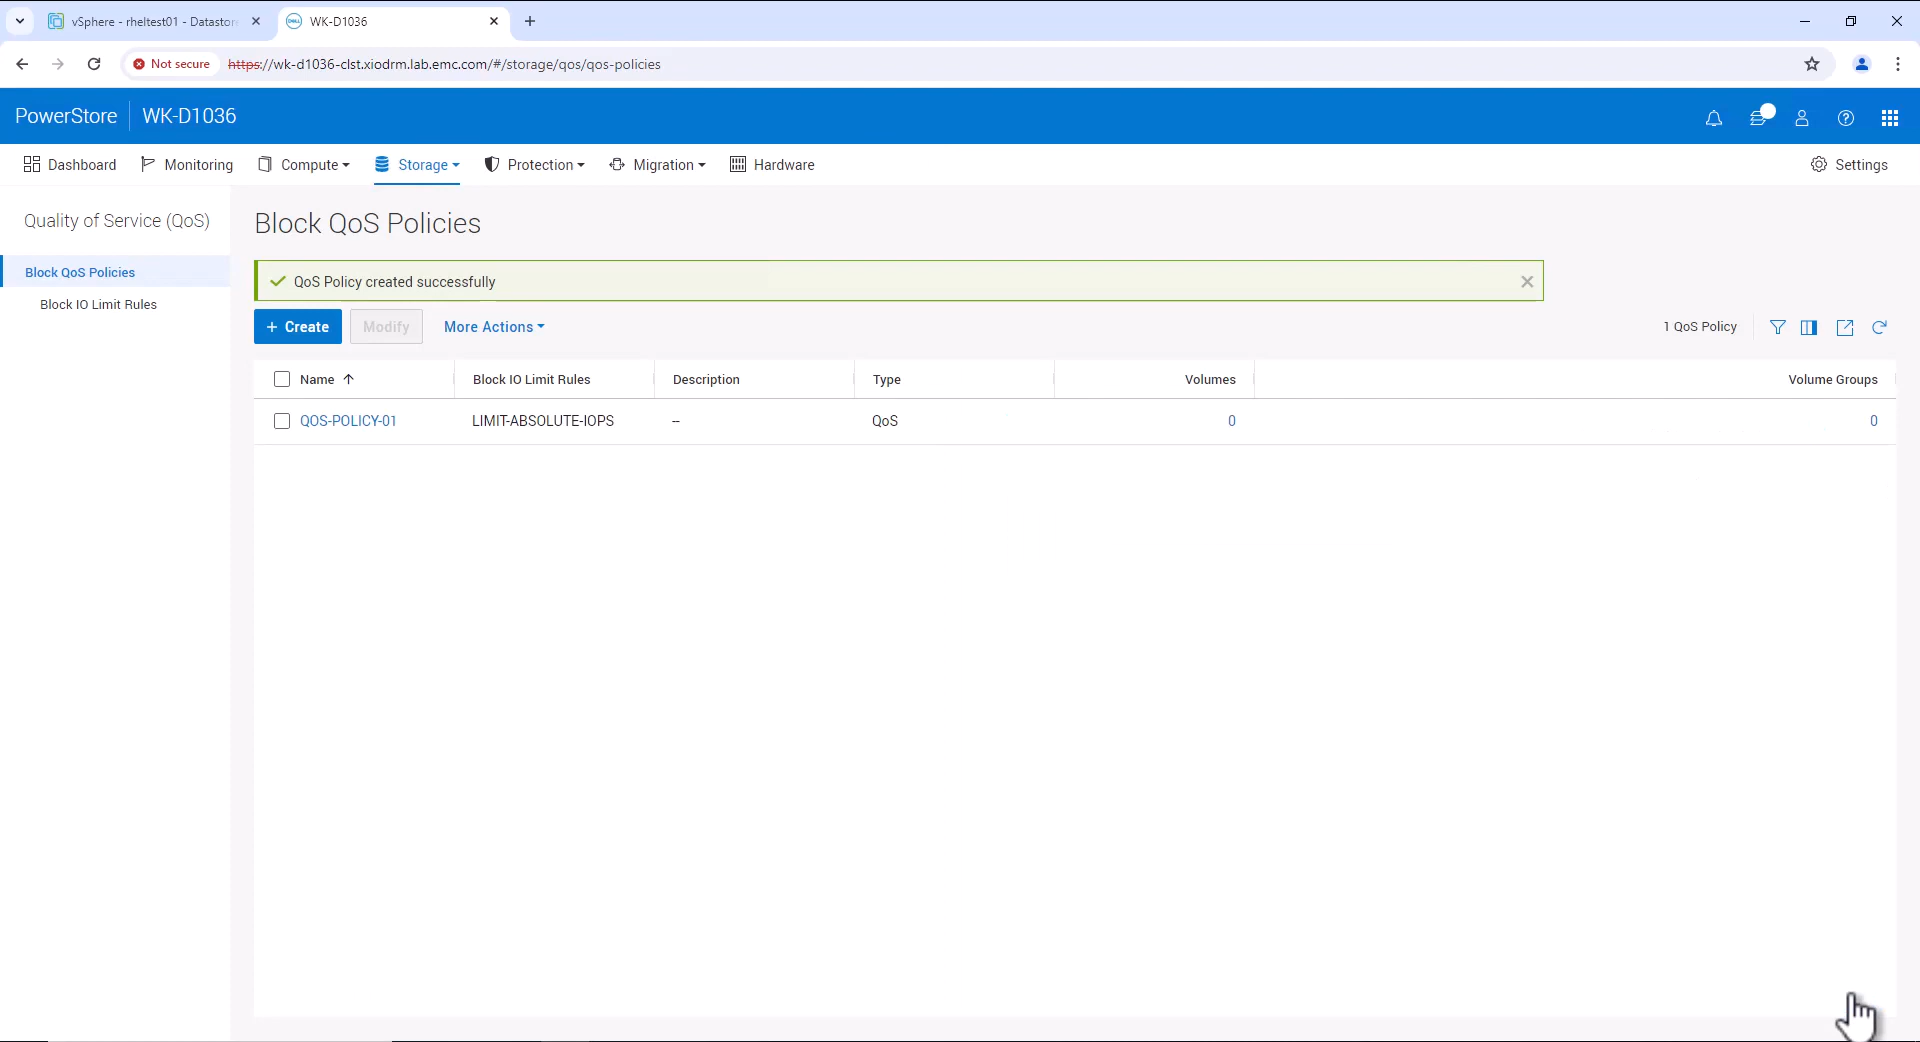 vSphere - rheltest01 - Datastor
WK-D1036
Not secure
https://wk-d1036-clst.xiodrm.lab.emc.com/#/storage/qos/qos-policies
PowerStore
WK-D1036
Dashboard
Monitoring
Compute
Storage
Protection
Migration
Hardware
Settings
Quality of Service (QoS)
Block QoS Policies
Block IO Limit Rules
Block QoS Policies
QoS Policy created successfully
+ Create
Modify
More Actions
1 QoS Policy
Name
Block IO Limit Rules
Description
Type
Volumes
Volume Groups
QOS-POLICY-01
LIMIT-ABSOLUTE-IOPS
--
QoS
0
0